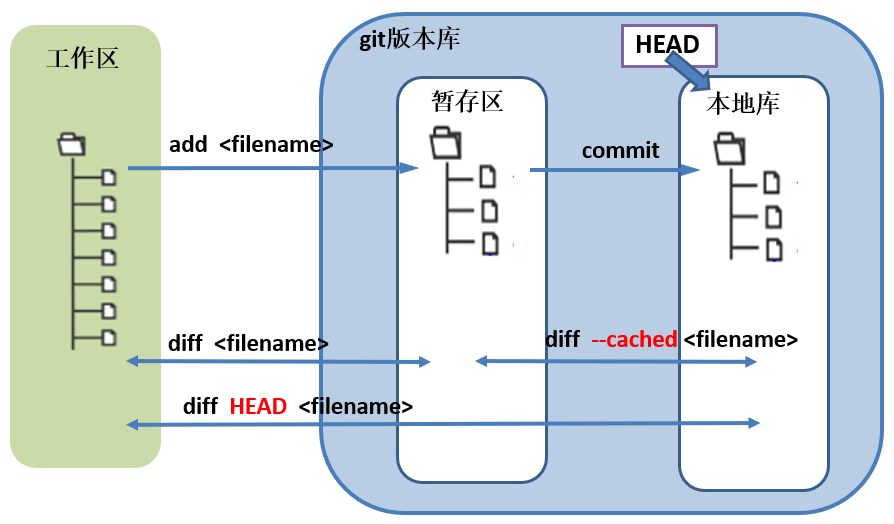 工作区
git版本库
HEAD
暂存区
本地库
add <filename>
commit
diff <filename>
diff --cached <filename>
diff HEAD <filename>